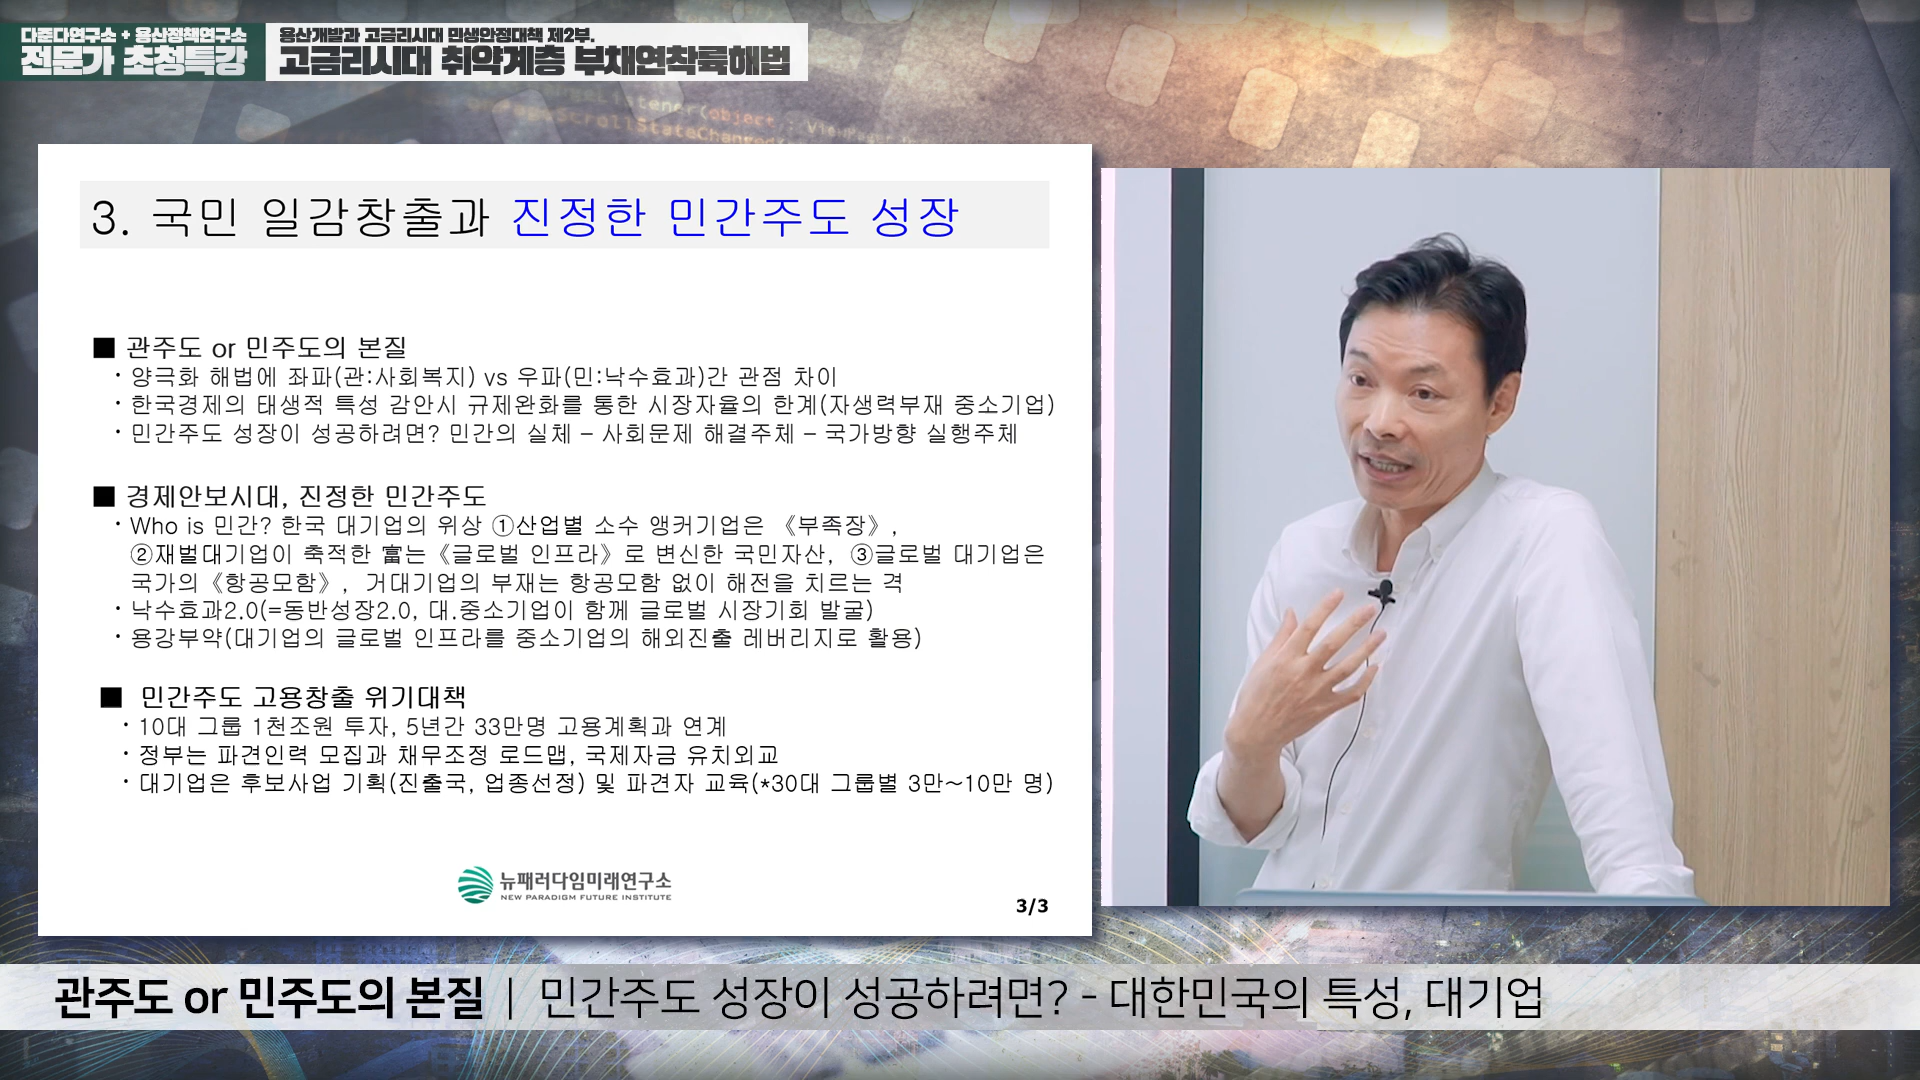 다준다연구소 + 용산정책연구소
전문가 초청특강
용산개발과 고금리시대 민생안정대책 제2부.
고금리시대 취약계층 부채연착륙해법
3. 국민 일감창출과 진정한 민간주도 성장
■ 관주도 or 민주도의 본질
· 양극화 해법에 좌파(관:사회복지) vs 우파(민:낙수효과)간 관점 차이
· 한국경제의 태생적 특성 감안시 규제완화를 통한 시장자율의 한계(자생력부재 중소기업)
· 민간주도 성장이 성공하려면? 민간의 실체 – 사회문제 해결주체 – 국가방향 실행주체
■ 경제안보시대, 진정한 민간주도
· Who is 민간? 한국 대기업의 위상 ①산업별 소수 앵커기업은 《부족장》,
②재벌대기업이 축적한 富는《글로벌 인프라》로 변신한 국민자산, ③글로벌 대기업은
국가의《항공모함》, 거대기업의 부재는 항공모함 없이 해전을 치르는 격
· 낙수효과2.0(=동반성장2.0, 대.중소기업이 함께 글로벌 시장기회 발굴)
· 용강부약(대기업의 글로벌 인프라를 중소기업의 해외진출 레버리지로 활용)
■ 민간주도 고용창출 위기대책
· 10대 그룹 1천조원 투자, 5년간 33만명 고용계획과 연계
· 정부는 파견인력 모집과 채무조정 로드맵, 국제자금 유치외교
· 대기업은 후보사업 기획(진출국, 업종선정) 및 파견자 교육(*30대 그룹별 3만~10만 명)
뉴패러다임미래연구소
NEW PARADIGM FUTURE INSTITUTE
3/3
관주도 or 민주도의 본질 | 민간주도 성장이 성공하려면? - 대한민국의 특성, 대기업